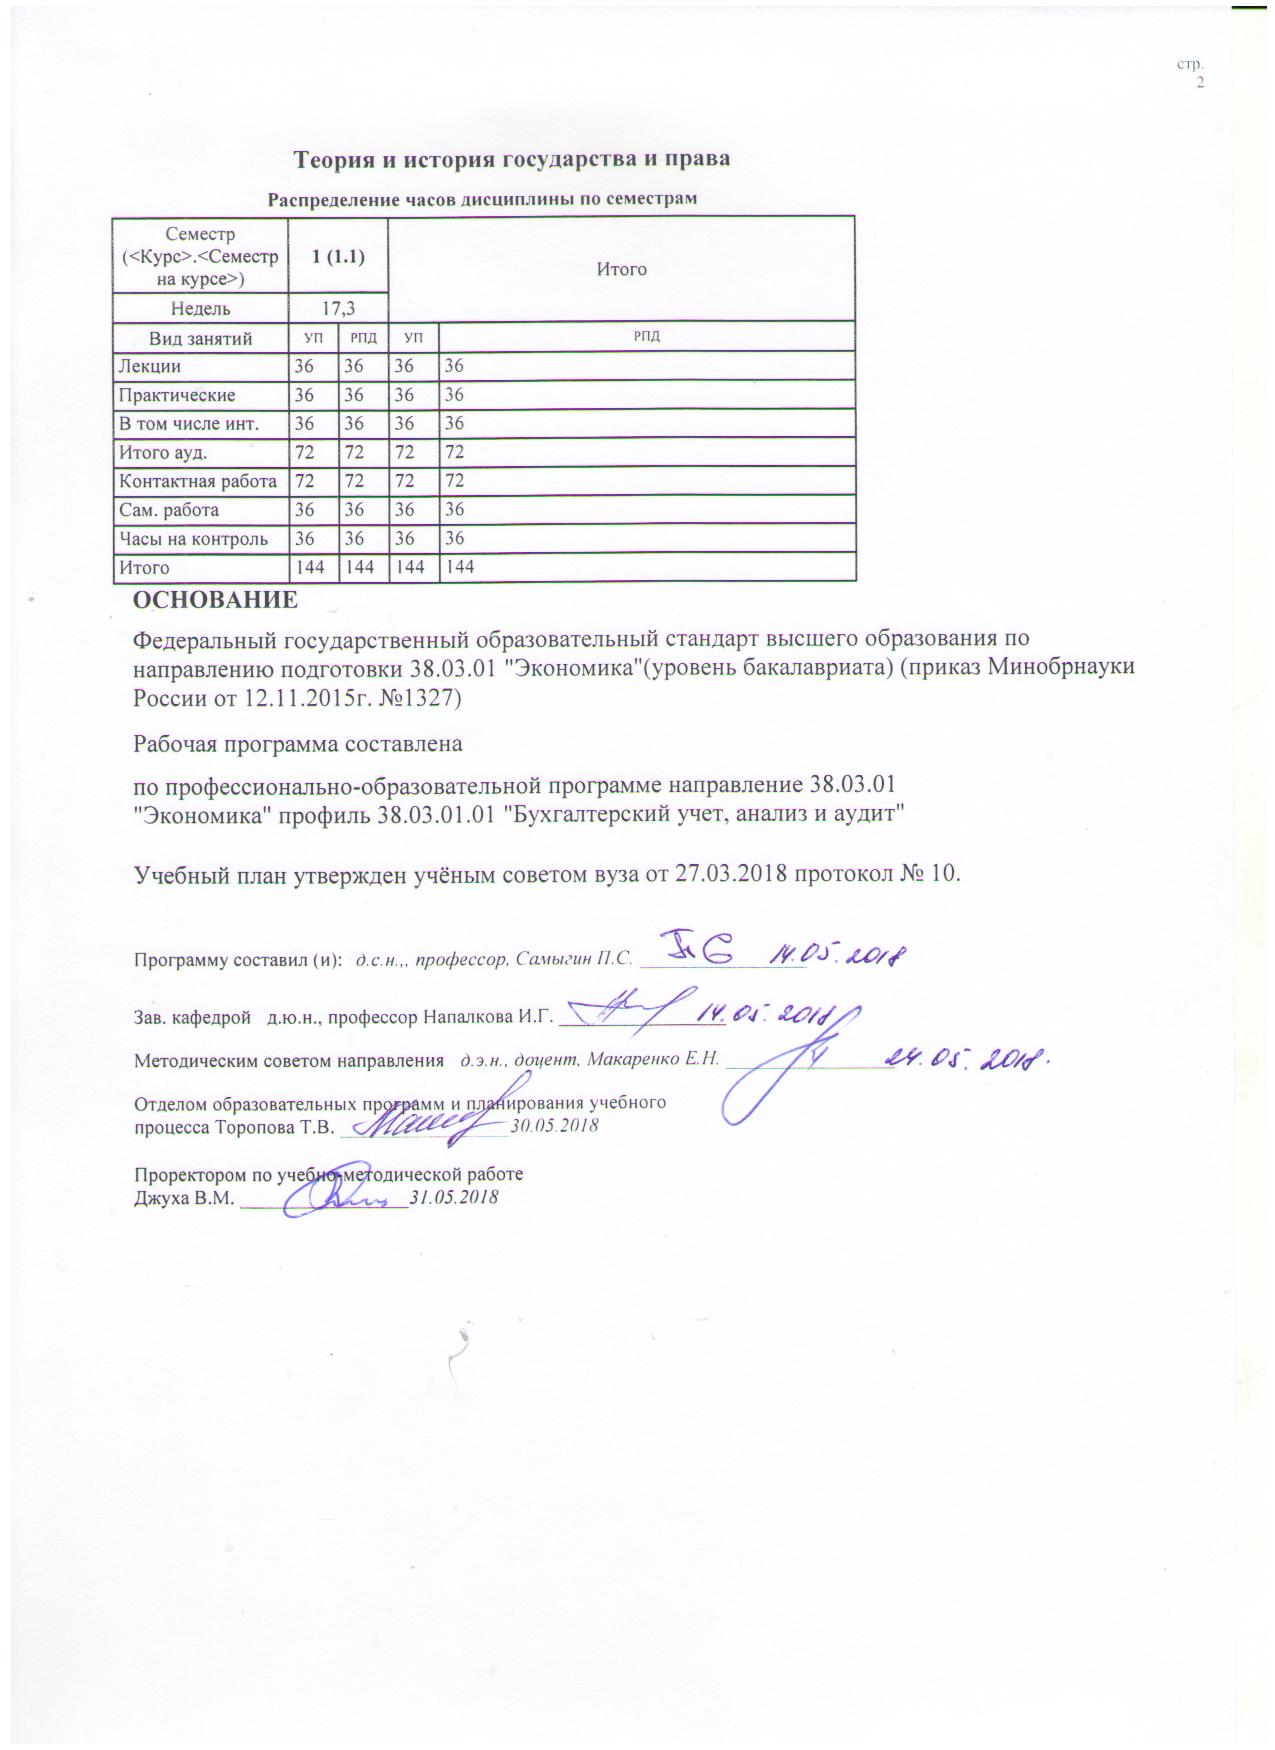 стр.
2
Теория и история государства и права
Распределение часов дисциплины по семестрам
Семестр
(<Курс>.<Семестр
на курсе>)
1 (1.1)
Итого
Недель 17,3
Вид занятий УП РПД УП РПД
Лекции 36 36 36 36
Практические 36 36 36 36
В том числе инт. 36 36 36 36
Итого ауд. 72 72 72 72
Контактная работа 72 72 72 72
Сам. работа 36 36 36 36
Часы на контроль 36 36 36 36
Итого 144 144 144 144
ОСНОВАНИЕ
Федеральный государственный образовательный стандарт высшего образования по
направлению подготовки 38.03.01 "Экономика"(уровень бакалавриата) (приказ Минобрнауки
России от 12.11.2015г. №1327)
Рабочая программа составлена
по профессионально-образовательной программе направление 38.03.01
"Экономика" профиль 38.03.01.01 "Бухгалтерский учет, анализ и аудит"
Учебный план утвержден учёным советом вуза от 27.03.2018 протокол № 10.
Программу составил (и): д.с.н.,, профессор, Самыгин П.С. 14.05.2018
Зав. кафедрой д.ю.н., профессор Напалкова И.Г. 14.05.2018
Методическим советом направления д.э.н., доцент, Макаренко Е.Н. 24.05.2018.
Отделом образовательных программ и планирования учебного
процесса Торопова Т.В. 30.05.2018
Проректором по учебно-методической работе
Джуха В.М. 31.05.2018